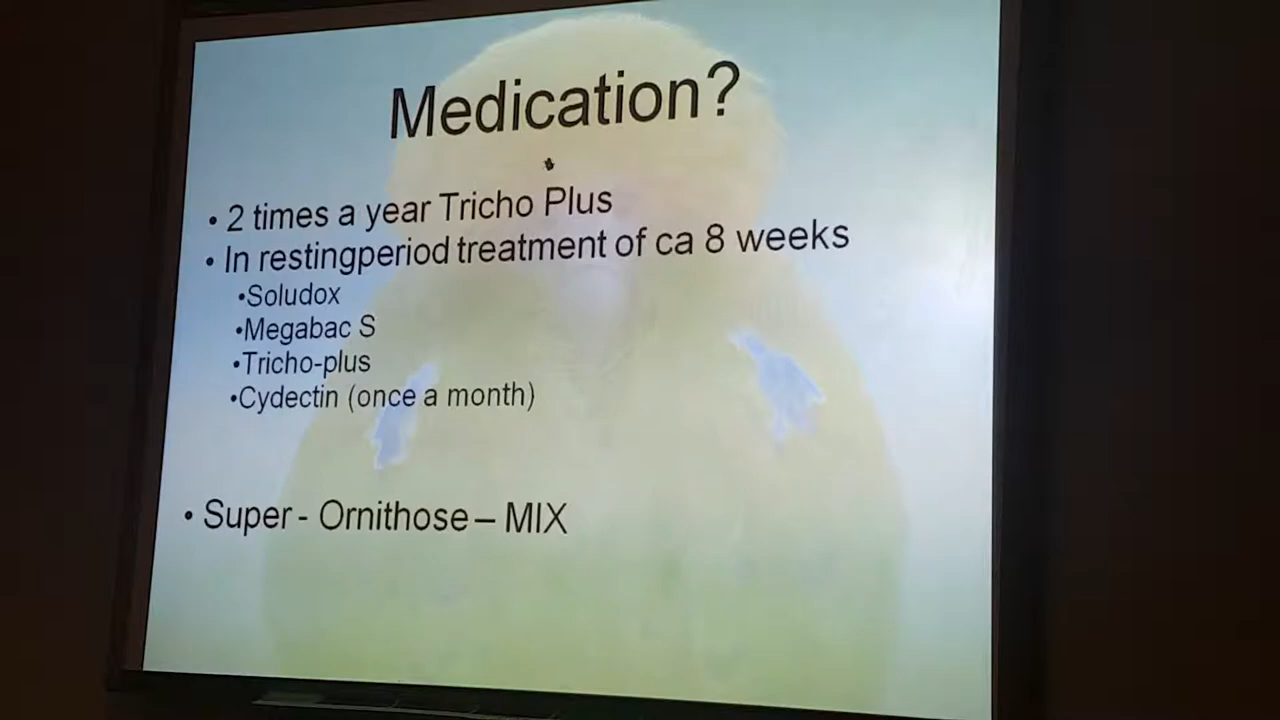 Medication?
• 2 times a year Tricho Plus
• In restingperiod treatment of ca 8 weeks
•Soludox
•Megabac S
•Tricho-plus
•Cydectin (once a month)
• Super - Ornithose – MIX